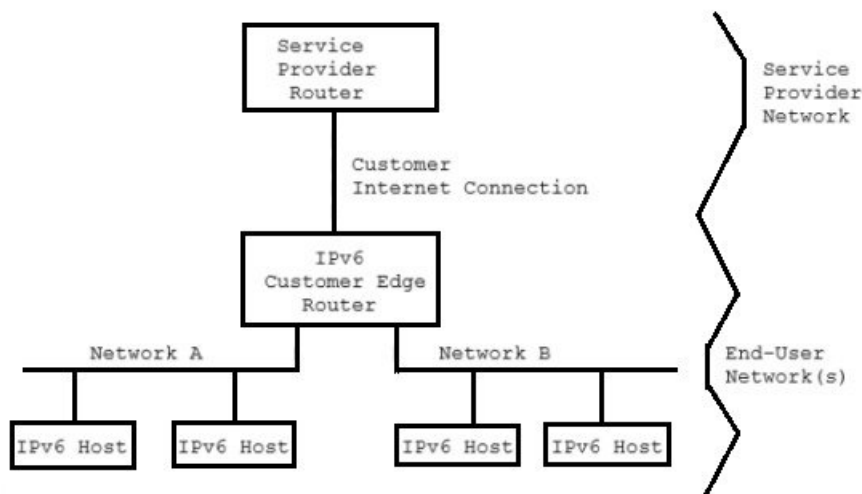 Service
Provider
Router
Service
Provider
Network
Customer
Internet Connection
IPv6
Customer Edge
Router
Network A
Network B
End-User
Network(s)
IPv6 Host
IPv6 Host
IPv6 Host
IPv6 Host